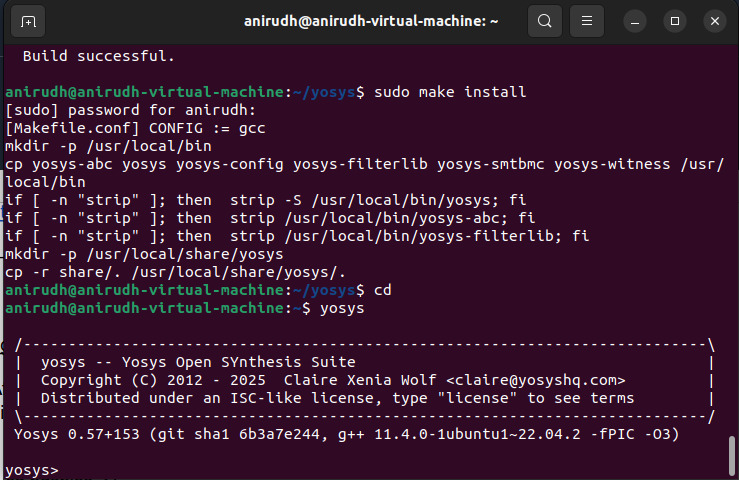 anirudh@anirudh-virtual-machine: ~
Build successful.
anirudh@anirudh-virtual-machine:~/yosys$ sudo make install
[sudo] password for anirudh:
[Makefile.conf] CONFIG := gcc
mkdir -p /usr/local/bin
cp yosys-abc yosys yosys-config yosys-filterlib yosys-smtbmc yosys-witness /usr/
local/bin
if [ -n "strip" ]; then  strip -S /usr/local/bin/yosys; fi
if [ -n "strip" ]; then  strip /usr/local/bin/yosys-abc; fi
if [ -n "strip" ]; then  strip /usr/local/bin/yosys-filterlib; fi
mkdir -p /usr/local/share/yosys
cp -r share/. /usr/local/share/yosys/.
anirudh@anirudh-virtual-machine:~/yosys$ cd
anirudh@anirudh-virtual-machine:~$ yosys
/----------------------------------------------------------------------------\
|  yosys -- Yosys Open SYnthesis Suite                                       |
|  Copyright (C) 2012 - 2025  Claire Xenia Wolf <claire@yosyshq.com>         |
|  Distributed under an ISC-like license, type "license" to see terms        |
\----------------------------------------------------------------------------/
Yosys 0.57+153 (git sha1 6b3a7e244, g++ 11.4.0-1ubuntu1~22.04.2 -fPIC -O3)
yosys>